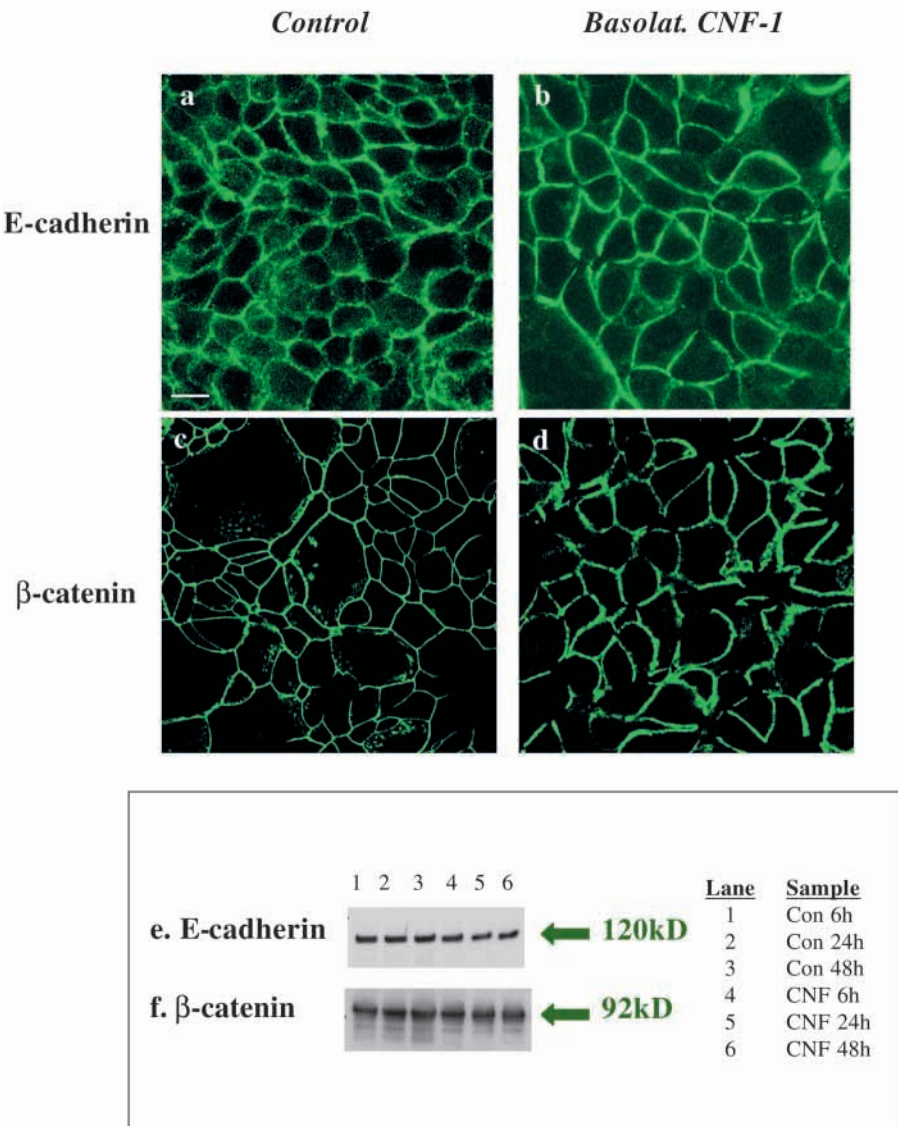 Control Basolat. CNF-1
a b
E-cadherin
c d
β-catenin
1 2 3 4 5 6
e. E-cadherin 120kD
f. β-catenin 92kD
Lane Sample
1 Con 6h
2 Con 24h
3 Con 48h
4 CNF 6h
5 CNF 24h
6 CNF 48h